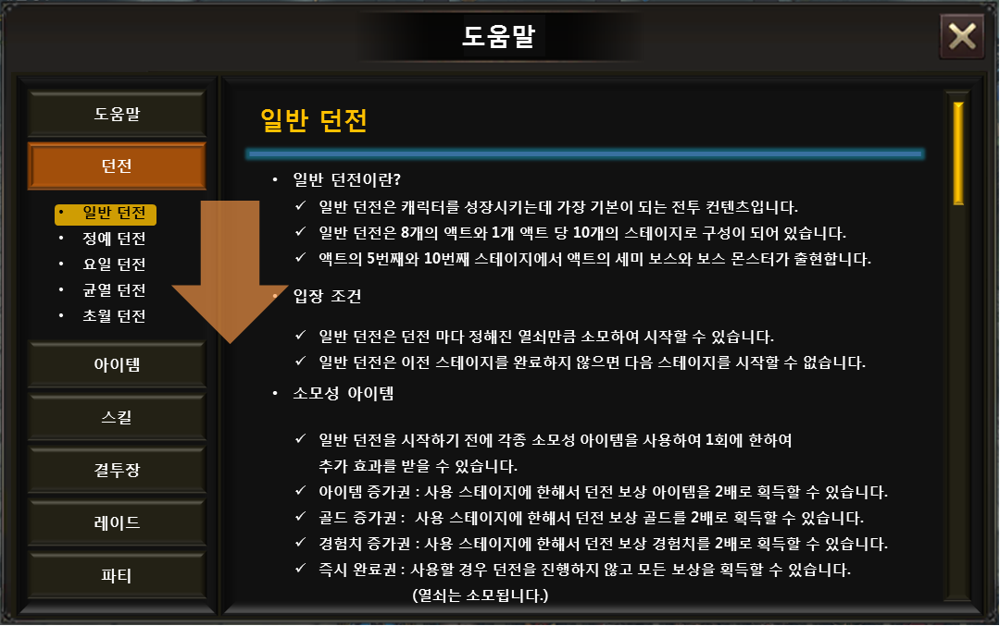 도움말
도움말
던전
• 일반 던전
• 정예 던전
• 요일 던전
• 균열 던전
• 초월 던전
아이템
스킬
결투장
레이드
파티
일반 던전
• 일반 던전이란?
✓ 일반 던전은 캐릭터를 성장시키는데 가장 기본이 되는 전투 컨텐츠입니다.
✓ 일반 던전은 8개의 액트와 1개 액트 당 10개의 스테이지로 구성이 되어 있습니다.
✓ 액트의 5번째와 10번째 스테이지에서 액트의 세미 보스와 보스 몬스터가 출현합니다.
• 입장 조건
✓ 일반 던전은 던전 마다 정해진 열쇠만큼 소모하여 시작할 수 있습니다.
✓ 일반 던전은 이전 스테이지를 완료하지 않으면 다음 스테이지를 시작할 수 없습니다.
• 소모성 아이템
✓ 일반 던전을 시작하기 전에 각종 소모성 아이템을 사용하여 1회에 한하여
추가 효과를 받을 수 있습니다.
✓ 아이템 증가권 : 사용 스테이지에 한해서 던전 보상 아이템을 2배로 획득할 수 있습니다.
✓ 골드 증가권 : 사용 스테이지에 한해서 던전 보상 골드를 2배로 획득할 수 있습니다.
✓ 경험치 증가권 : 사용 스테이지에 한해서 던전 보상 경험치를 2배로 획득할 수 있습니다.
✓ 즉시 완료권 : 사용할 경우 던전을 진행하지 않고 모든 보상을 획득할 수 있습니다.
(열쇠는 소모됩니다.)